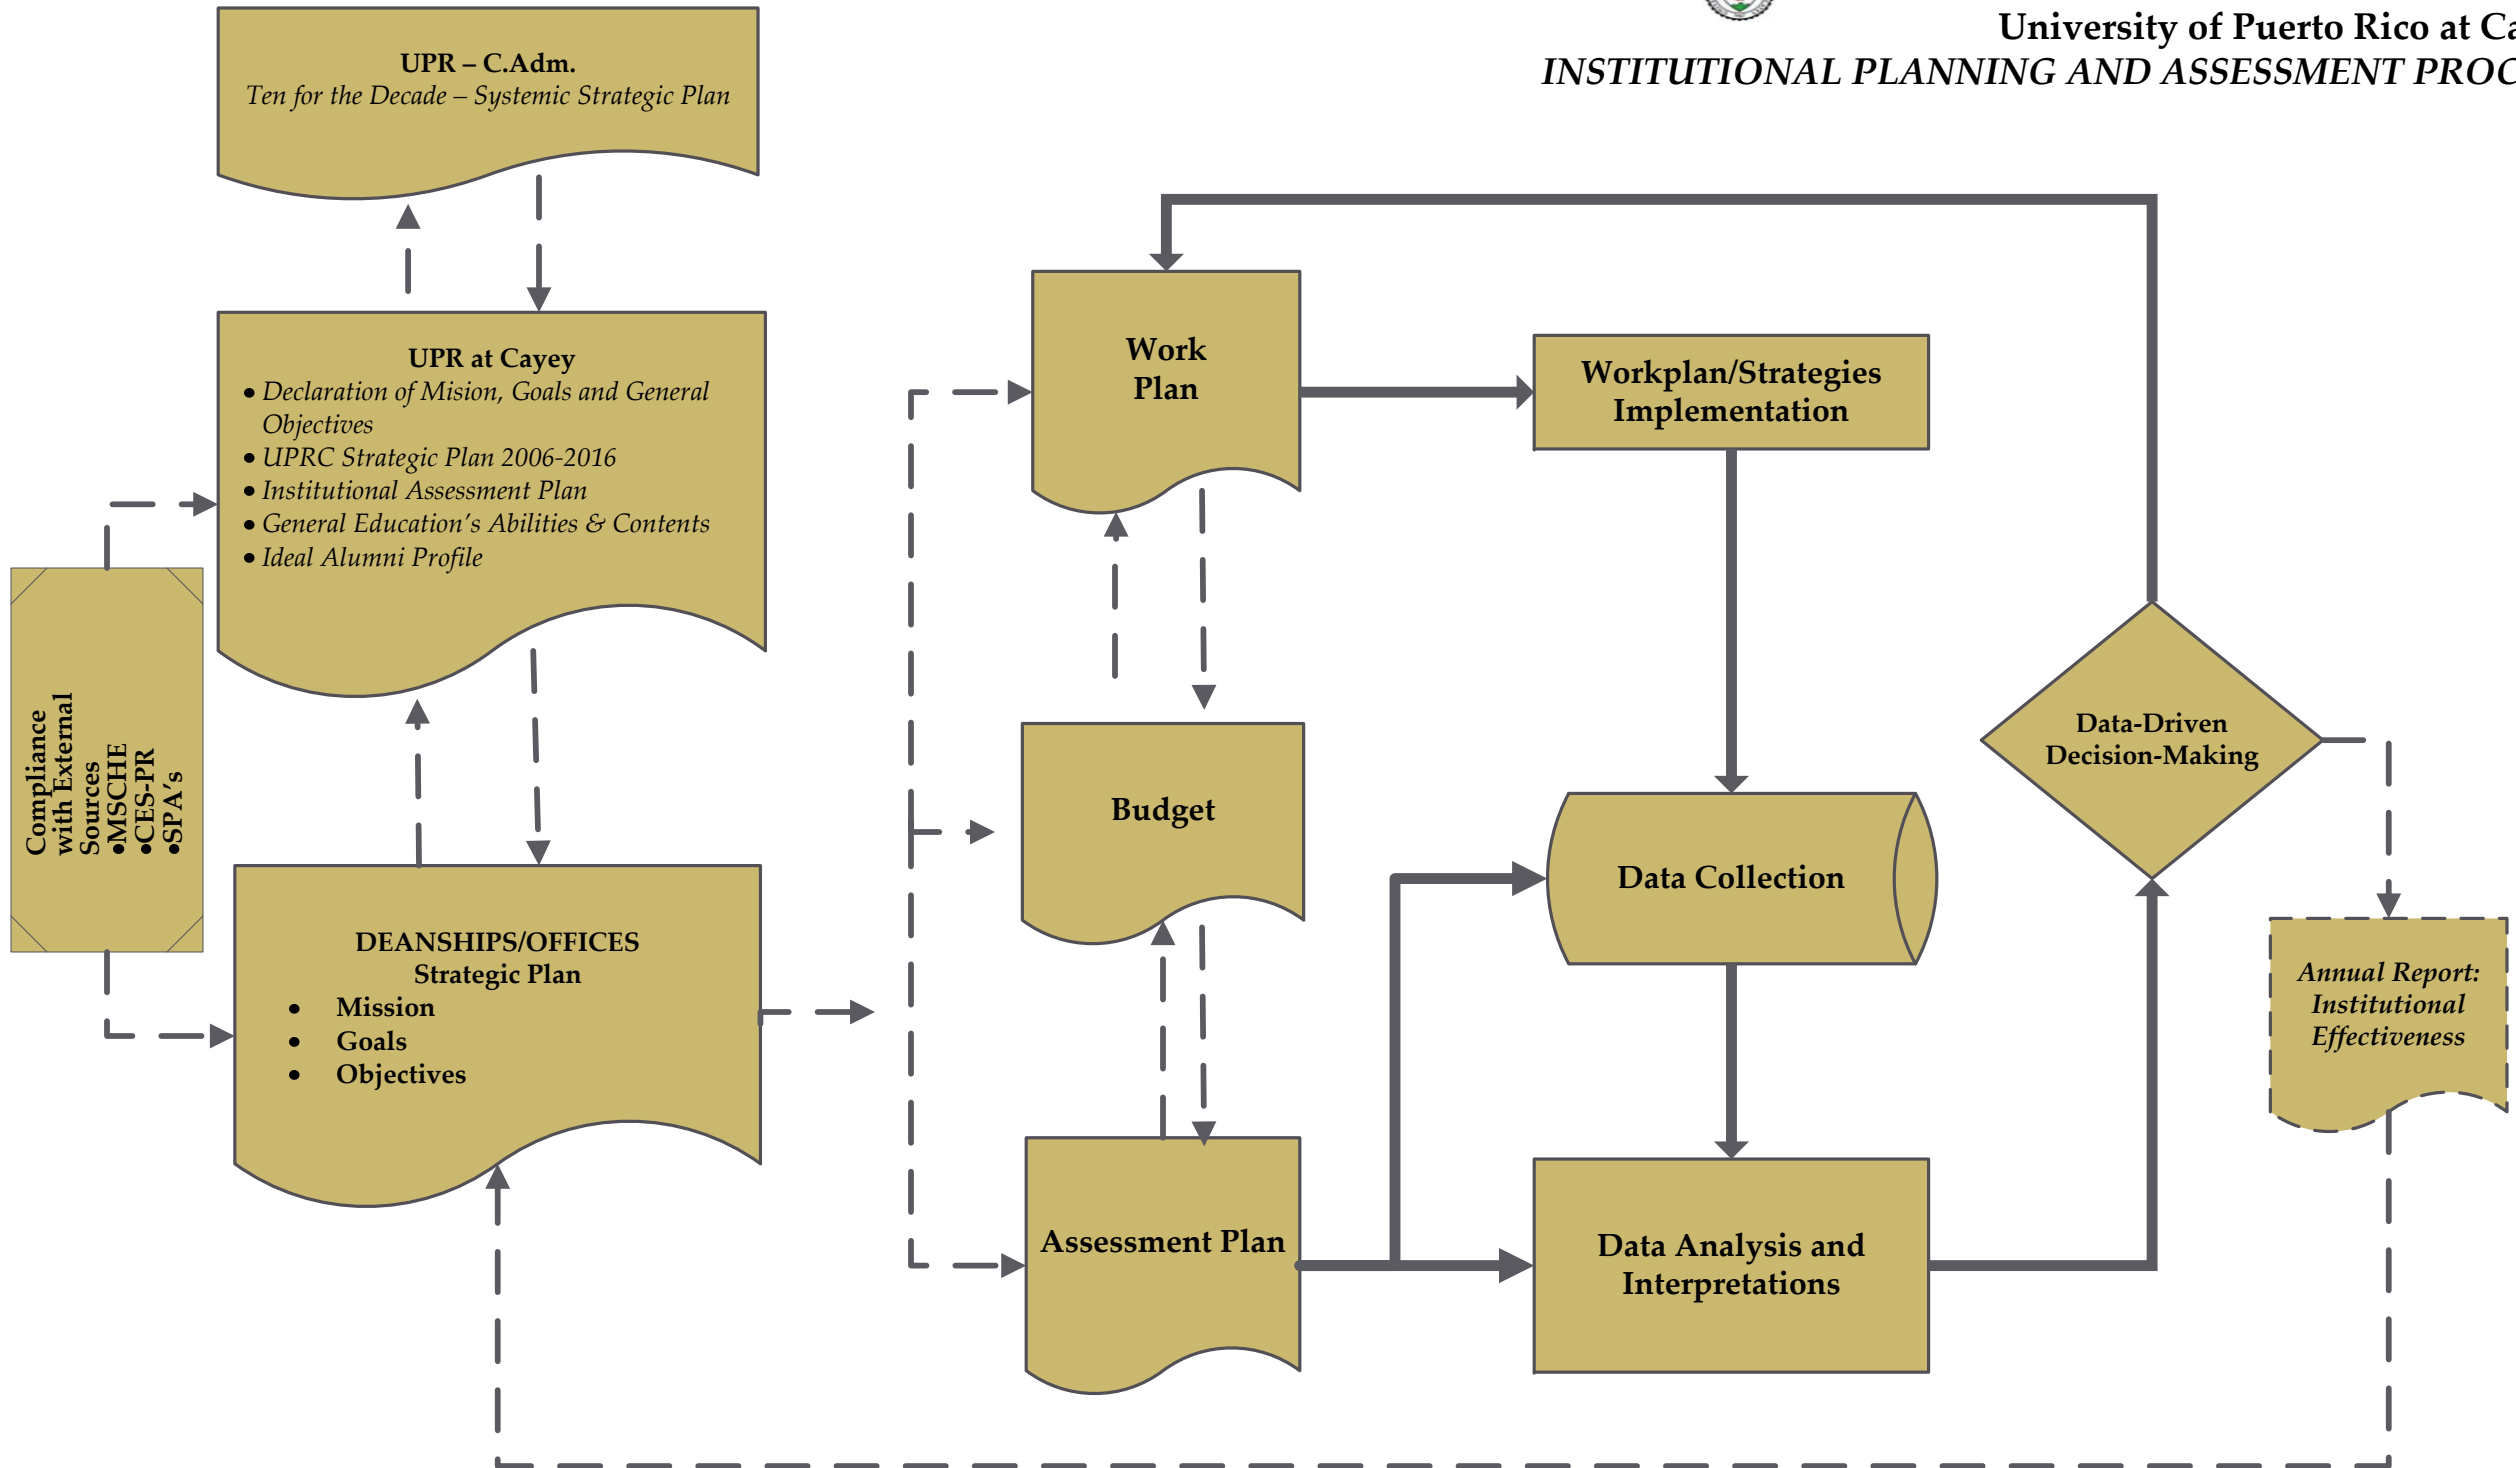 University of Puerto Rico at Ca
INSTITUTIONAL PLANNING AND ASSESSMENT PROC
UPR – C.Adm.
Ten for the Decade – Systemic Strategic Plan
UPR at Cayey
• Declaration of Mision, Goals and General
Objectives
• UPRC Strategic Plan 2006-2016
• Institutional Assessment Plan
• General Education's Abilities & Contents
• Ideal Alumni Profile
Compliance
with External
Sources
•MSCHE
•CES-PR
•SPA's
DEANSHIPS/OFFICES
Strategic Plan
• Mission
• Goals
• Objectives
Work
Plan
Budget
Assessment Plan
Workplan/Strategies
Implementation
Data Collection
Data Analysis and
Interpretations
Data-Driven
Decision-Making
Annual Report:
Institutional
Effectiveness